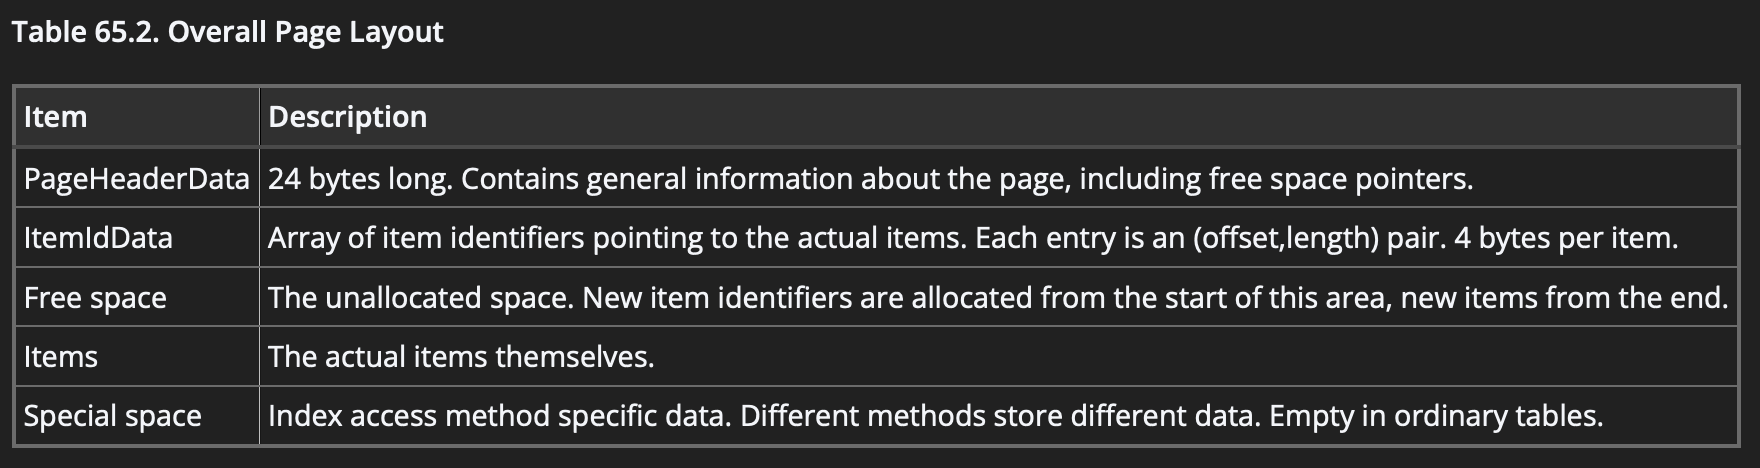 Table 65.2. Overall Page Layout
Item Description
PageHeaderData 24 bytes long. Contains general information about the page, including free space pointers.
ItemIdData Array of item identifiers pointing to the actual items. Each entry is an (offset,length) pair. 4 bytes per item.
Free space The unallocated space. New item identifiers are allocated from the start of this area, new items from the end.
Items The actual items themselves.
Special space Index access method specific data. Different methods store different data. Empty in ordinary tables.